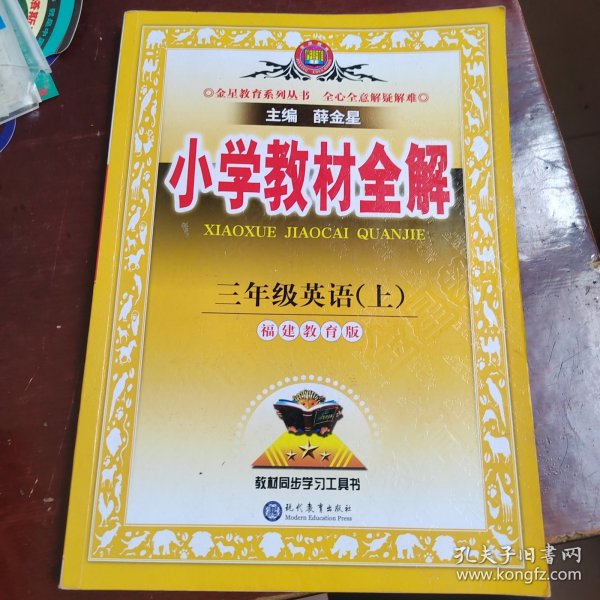 ◎金星教育系列丛书 全心全意解疑解难◎
主编 薛金星
小学教材全解
XIAOXUE JIAOCAI QUANJIE
三年级英语(上)
福建教育版
教材同步学习工具书
现代教育出版社
Modern Education Press
孔夫子旧书网
www.kongfz.com